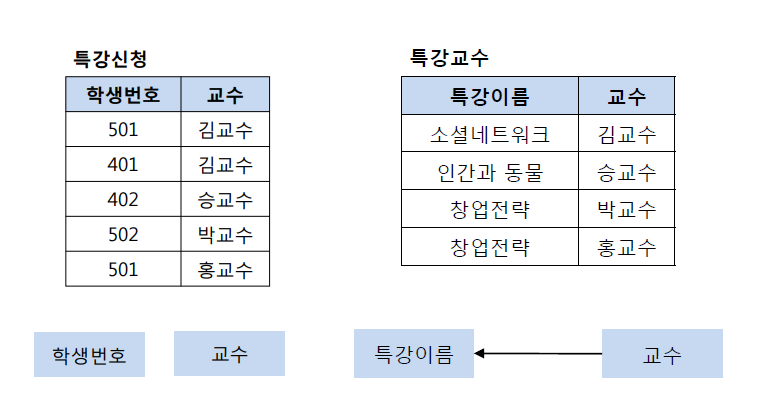 특강신청
학생번호 교수
501 김교수
401 김교수
402 승교수
502 박교수
501 홍교수
특강교수
특강이름 교수
소셜네트워크 김교수
인간과 동물 승교수
창업전략 박교수
창업전략 홍교수
학생번호 교수
특강이름 교수